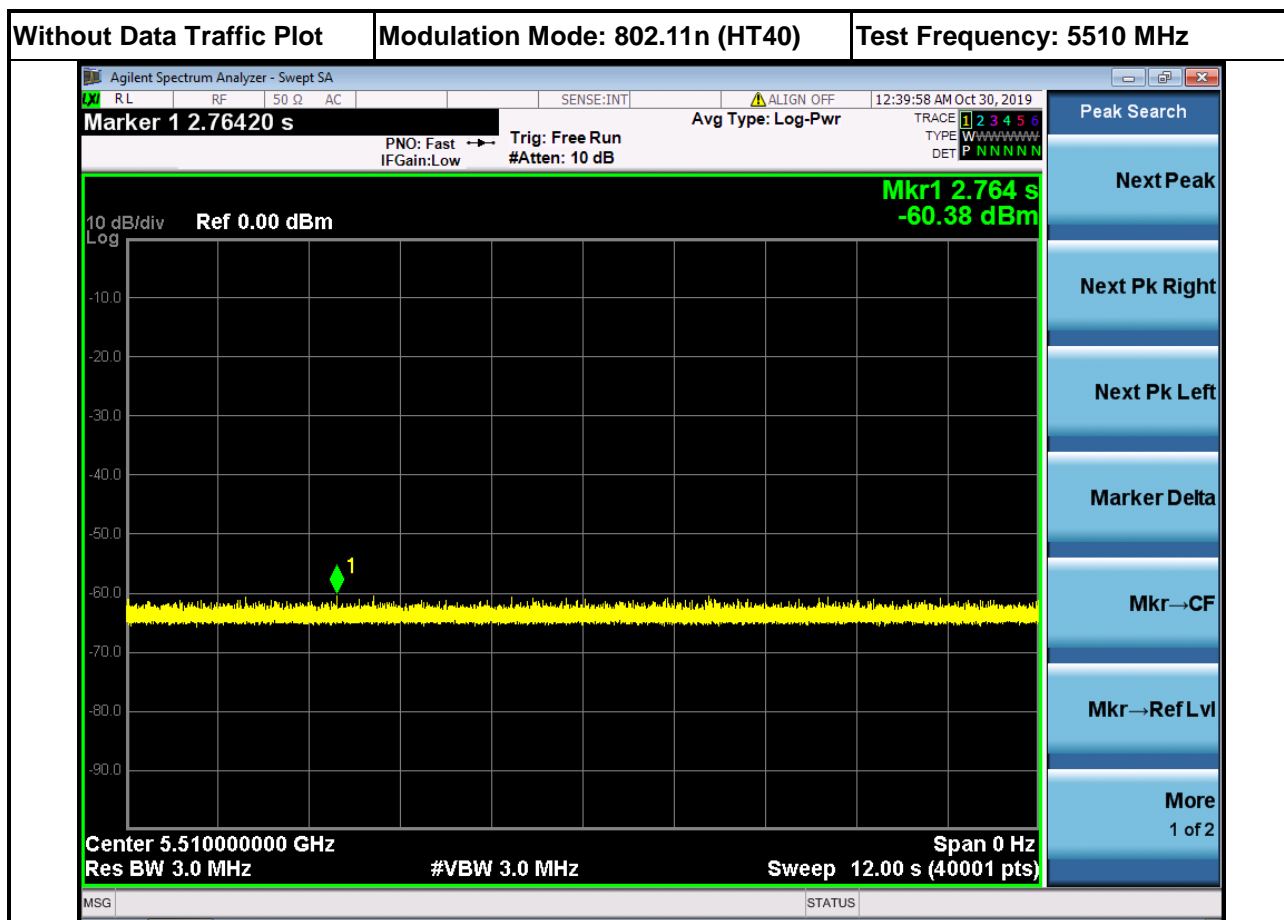 Without Data Traffic Plot Modulation Mode: 802.11n (HT40) Test Frequency: 5510 MHz
Agilent Spectrum Analyzer - Swept SA
LXI RL RF 50 Ω AC SENSE:INT ALIGN OFF 12:39:58 AM Oct 30, 2019
Marker 1 2.76420 s
PNO: Fast
IFGain:Low
Trig: Free Run
#Atten: 10 dB
Avg Type: Log-Pwr
TRACE 1 2 3 4 5 6
TYPE WWWWWW
DET P N N N N N
Peak Search
Mkr1 2.764 s
-60.38 dBm
10 dB/div Ref 0.00 dBm
Log
-10.0
-20.0
-30.0
-40.0
-50.0
-60.0
-70.0
-80.0
-90.0
1
Next Peak
Next Pk Right
Next Pk Left
Marker Delta
Mkr→CF
Mkr→Ref Lvl
More
1 of 2
Center 5.510000000 GHz Span 0 Hz
Res BW 3.0 MHz #VBW 3.0 MHz Sweep 12.00 s (40001 pts)
MSG STATUS